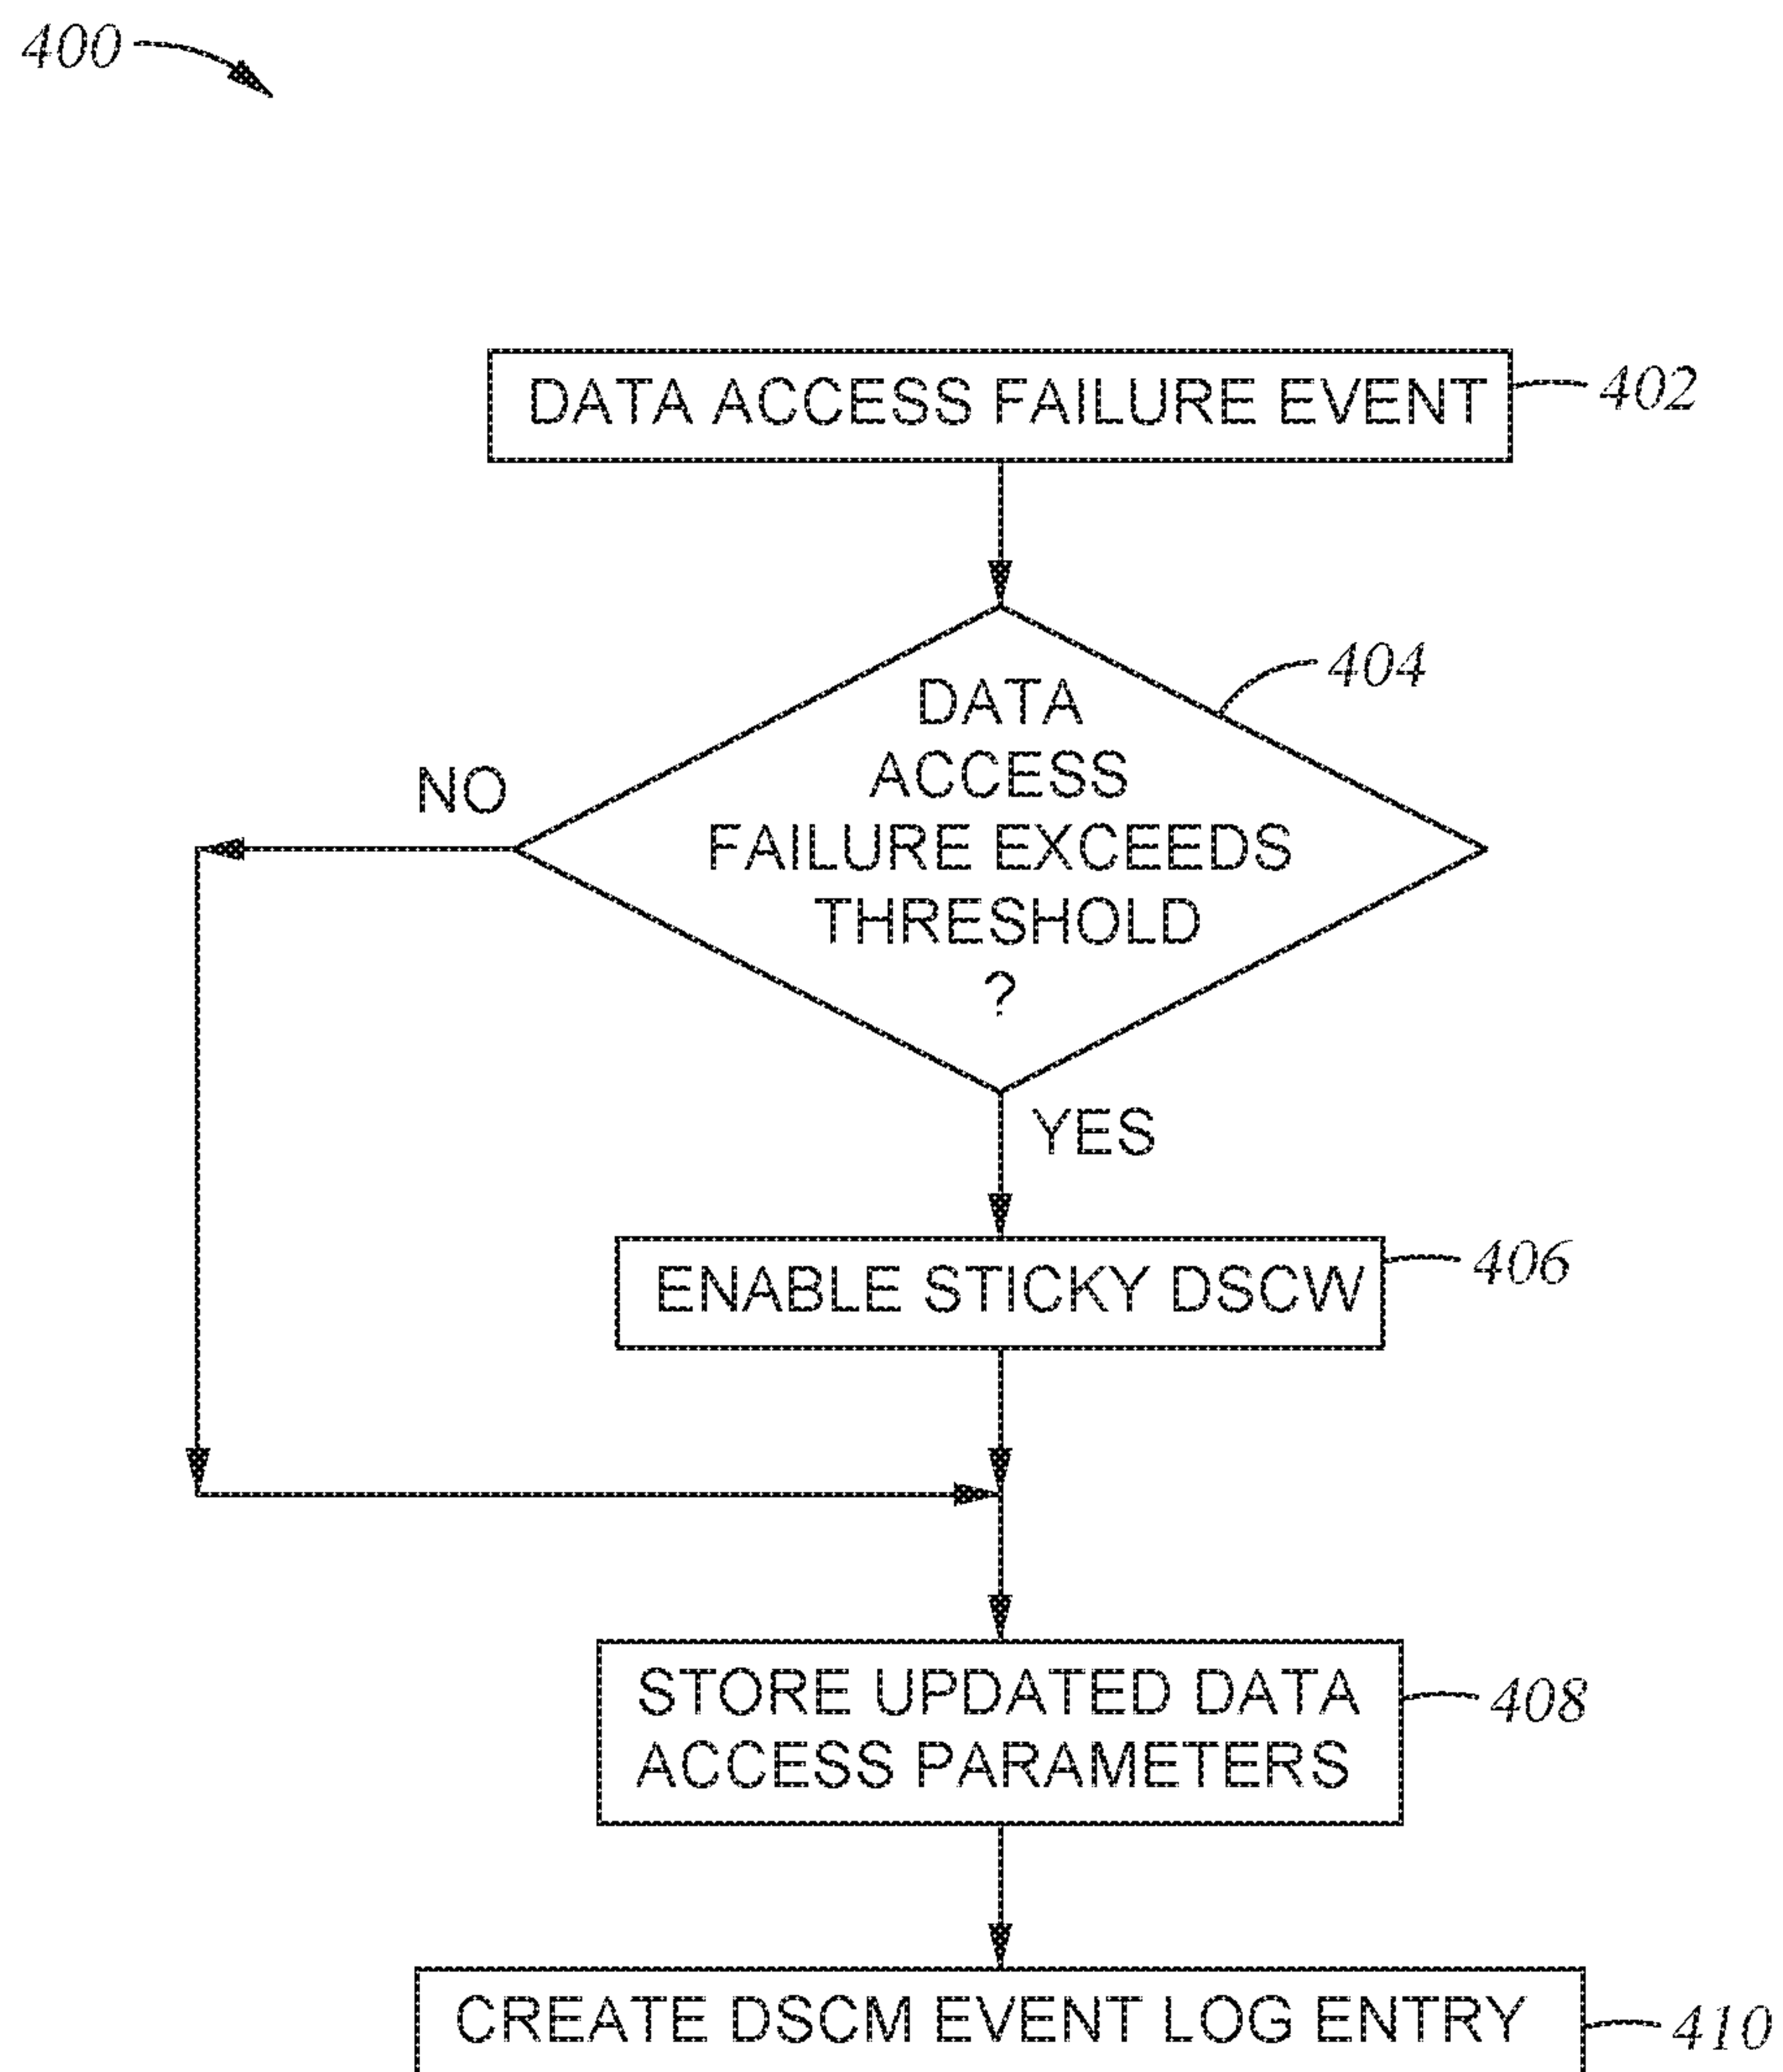 400
DATA ACCESS FAILURE EVENT
402
404
DATA
ACCESS
FAILURE EXCEEDS
THRESHOLD
?
NO
YES
ENABLE STICKY DSCW
406
STORE UPDATED DATA
ACCESS PARAMETERS
408
CREATE DSCM EVENT LOG ENTRY
410